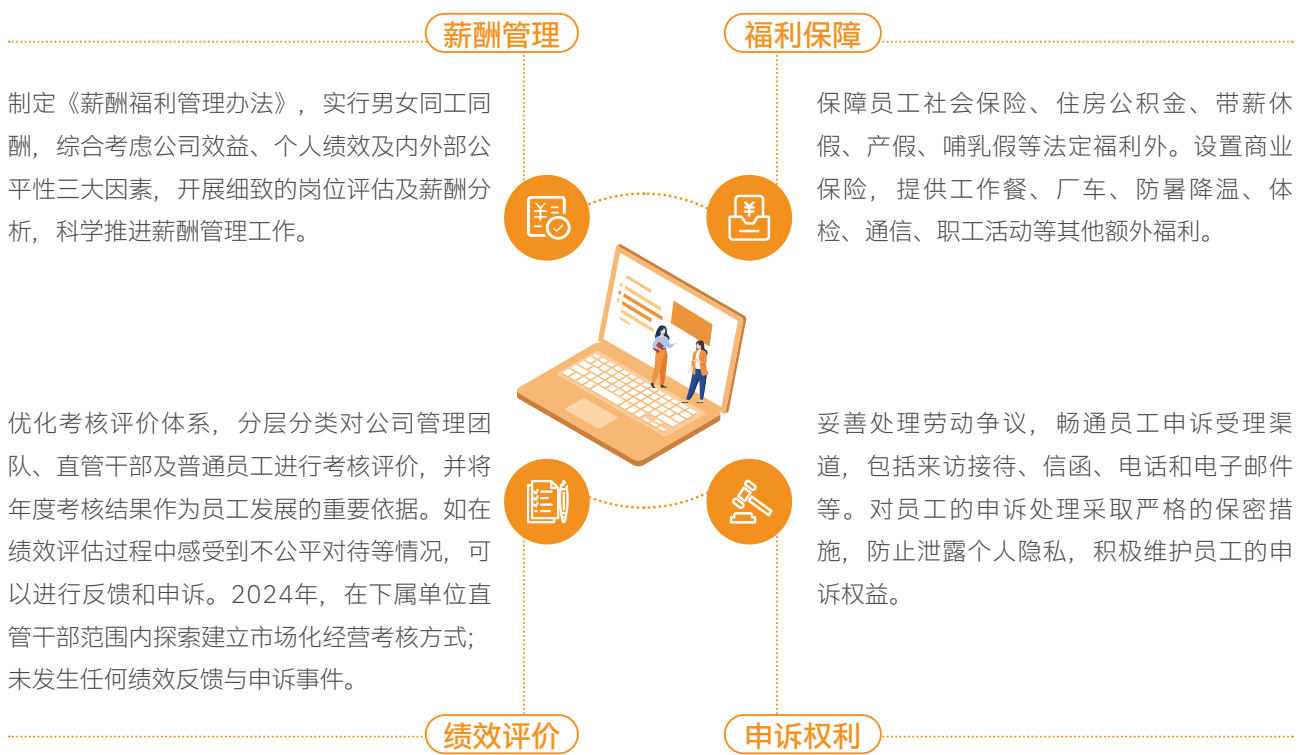 薪酬管理
制定《薪酬福利管理办法》，实行男女同工同
酬，综合考虑公司效益、个人绩效及内外部公
平性三大因素，开展细致的岗位评估及薪酬分
析，科学推进薪酬管理工作。
福利保障
保障员工社会保险、住房公积金、带薪休
假、产假、哺乳假等法定福利外。设置商业
保险，提供工作餐、厂车、防暑降温、体
检、通信、职工活动等其他额外福利。
优化考核评价体系，分层分类对公司管理团
队、直管干部及普通员工进行考核评价，并将
年度考核结果作为员工发展的重要依据。如在
绩效评估过程中感受到不公平对待等情况，可
以进行反馈和申诉。2024年，在下属单位直
管干部范围内探索建立市场化经营考核方式；
未发生任何绩效反馈与申诉事件。
绩效评价
妥善处理劳动争议，畅通员工申诉受理渠
道，包括来访接待、信函、电话和电子邮件
等。对员工的申诉处理采取严格的保密措
施，防止泄露个人隐私，积极维护员工的申
诉权益。
申诉权利